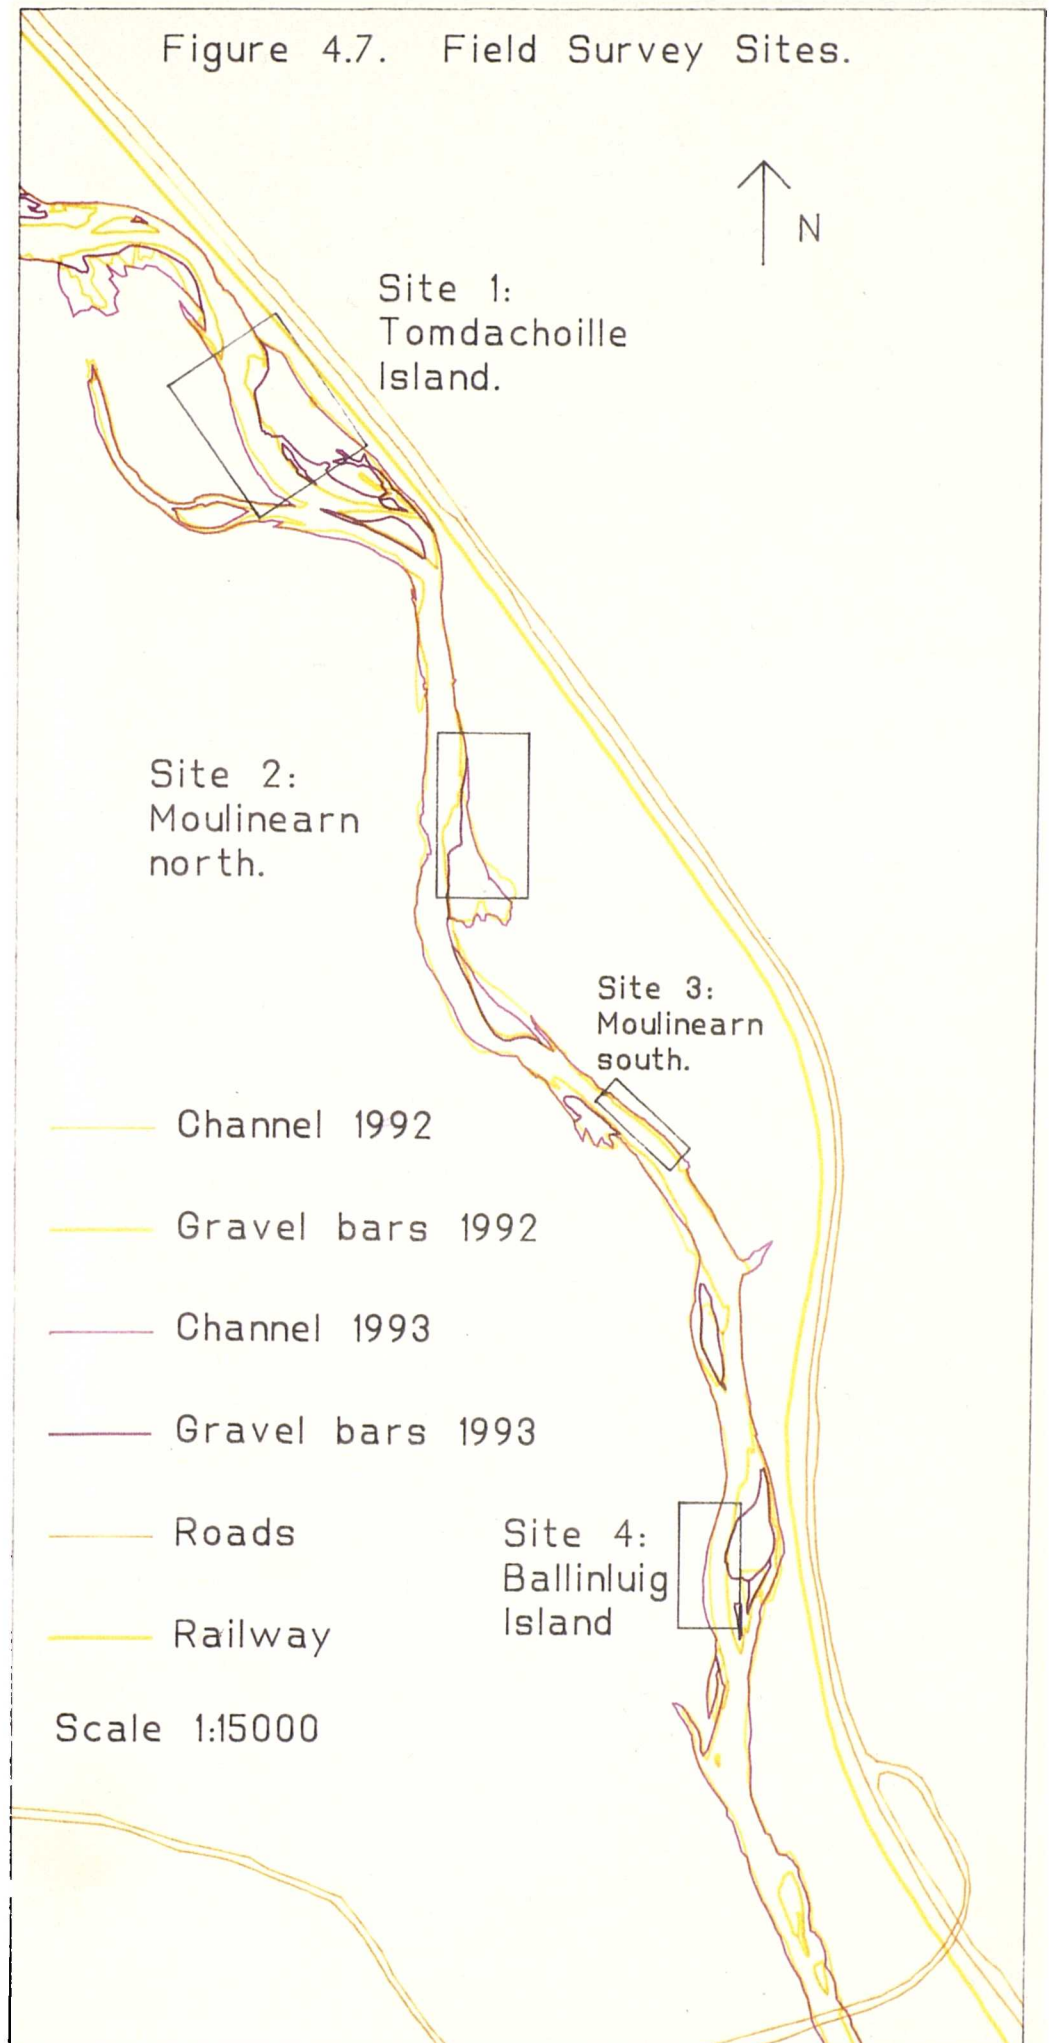 Figure 4.7. Field Survey Sites.
N
Site 1:
Tomdachoille
Island.
Site 2:
Moulinearn
north.
Site 3:
Moulinearn
south.
Channel 1992
Gravel bars 1992
Channel 1993
Gravel bars 1993
Roads
Railway
Site 4:
Ballinluig
Island
Scale 1:15000